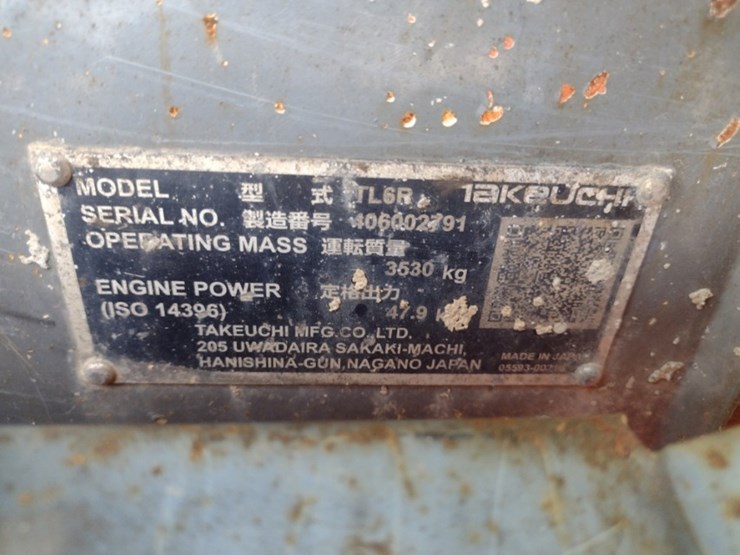 MODEL 型 式 TL6R TAKEUCHI
SERIAL NO. 製造番号 406002791
OPERATING MASS 運転質量
3630 kg
ENGINE POWER 定格出力
(ISO 14396) 47.9
TAKEUCHI MFG.CO.,LTD.
205 UWADAIRA SAKAKI-MACHI,
HANISHINA-GUN,NAGANO JAPAN
MADE IN JAPAN